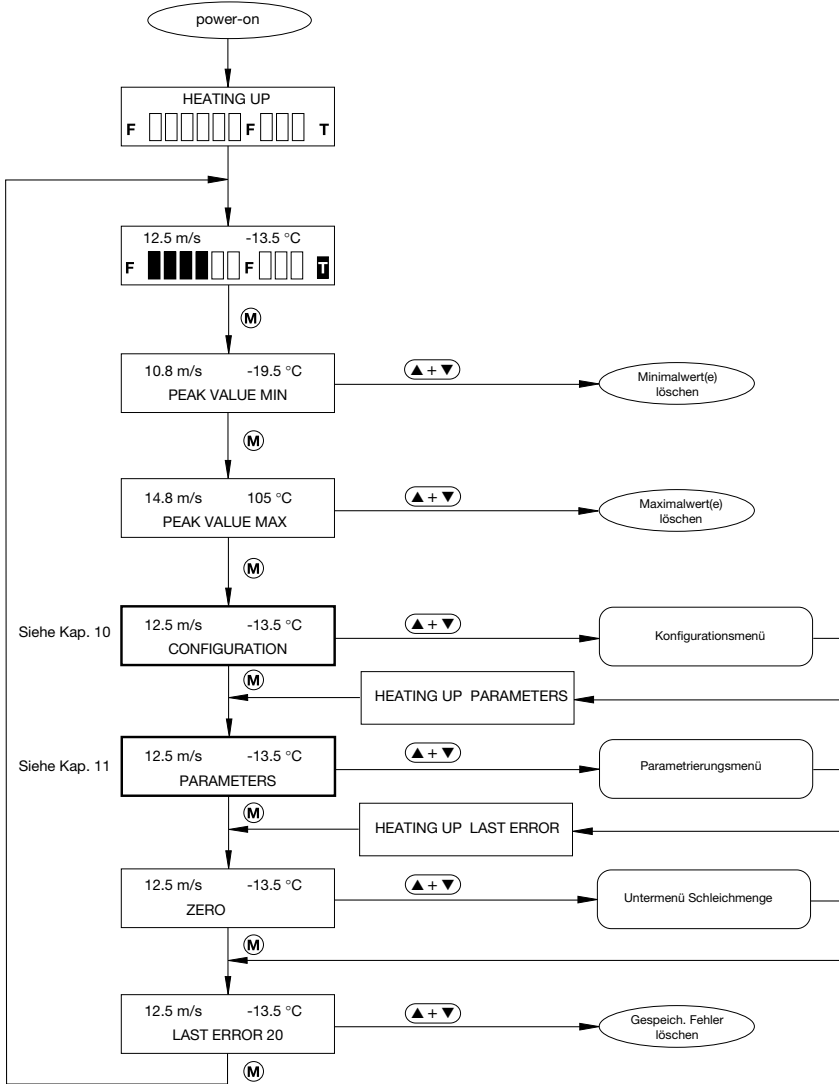 power-on
HEATING UP
F F T
12.5 m/s -13.5 °C
F F T
M
10.8 m/s -19.5 °C
PEAK VALUE MIN
▲ + ▼
Minimalwert(e)
löschen
M
14.8 m/s 105 °C
PEAK VALUE MAX
▲ + ▼
Maximalwert(e)
löschen
M
Siehe Kap. 10
12.5 m/s -13.5 °C
CONFIGURATION
▲ + ▼
Konfigurationsmenü
M
HEATING UP PARAMETERS
Siehe Kap. 11
12.5 m/s -13.5 °C
PARAMETERS
▲ + ▼
Parametrierungsmenü
M
HEATING UP LAST ERROR
12.5 m/s -13.5 °C
ZERO
▲ + ▼
Untermenü Schleichmenge
M
12.5 m/s -13.5 °C
LAST ERROR 20
▲ + ▼
Gespeich. Fehler
löschen
M